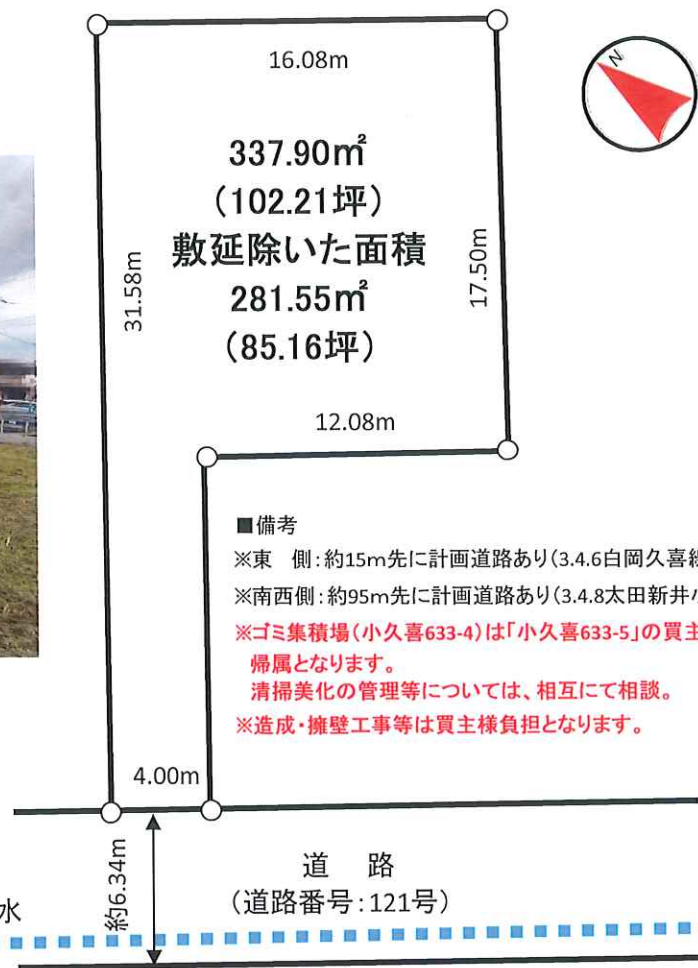 16.08m
N
337.90㎡
(102.21坪)
敷延除いた面積
281.55㎡
(85.16坪)
31.58m
17.50m
12.08m
■備考
※東　側：約15m先に計画道路あり(3.4.6白岡久喜
※南西側：約95m先に計画道路あり(3.4.8太田新井
※ゴミ集積場(小久喜633-4)は「小久喜633-5」の買主
帰属となります。
清掃美化の管理等については、相互にて相談。
※造成・擁壁工事等は買主様負担となります。
4.00m
約6.34m
道　路
(道路番号：121号)
水